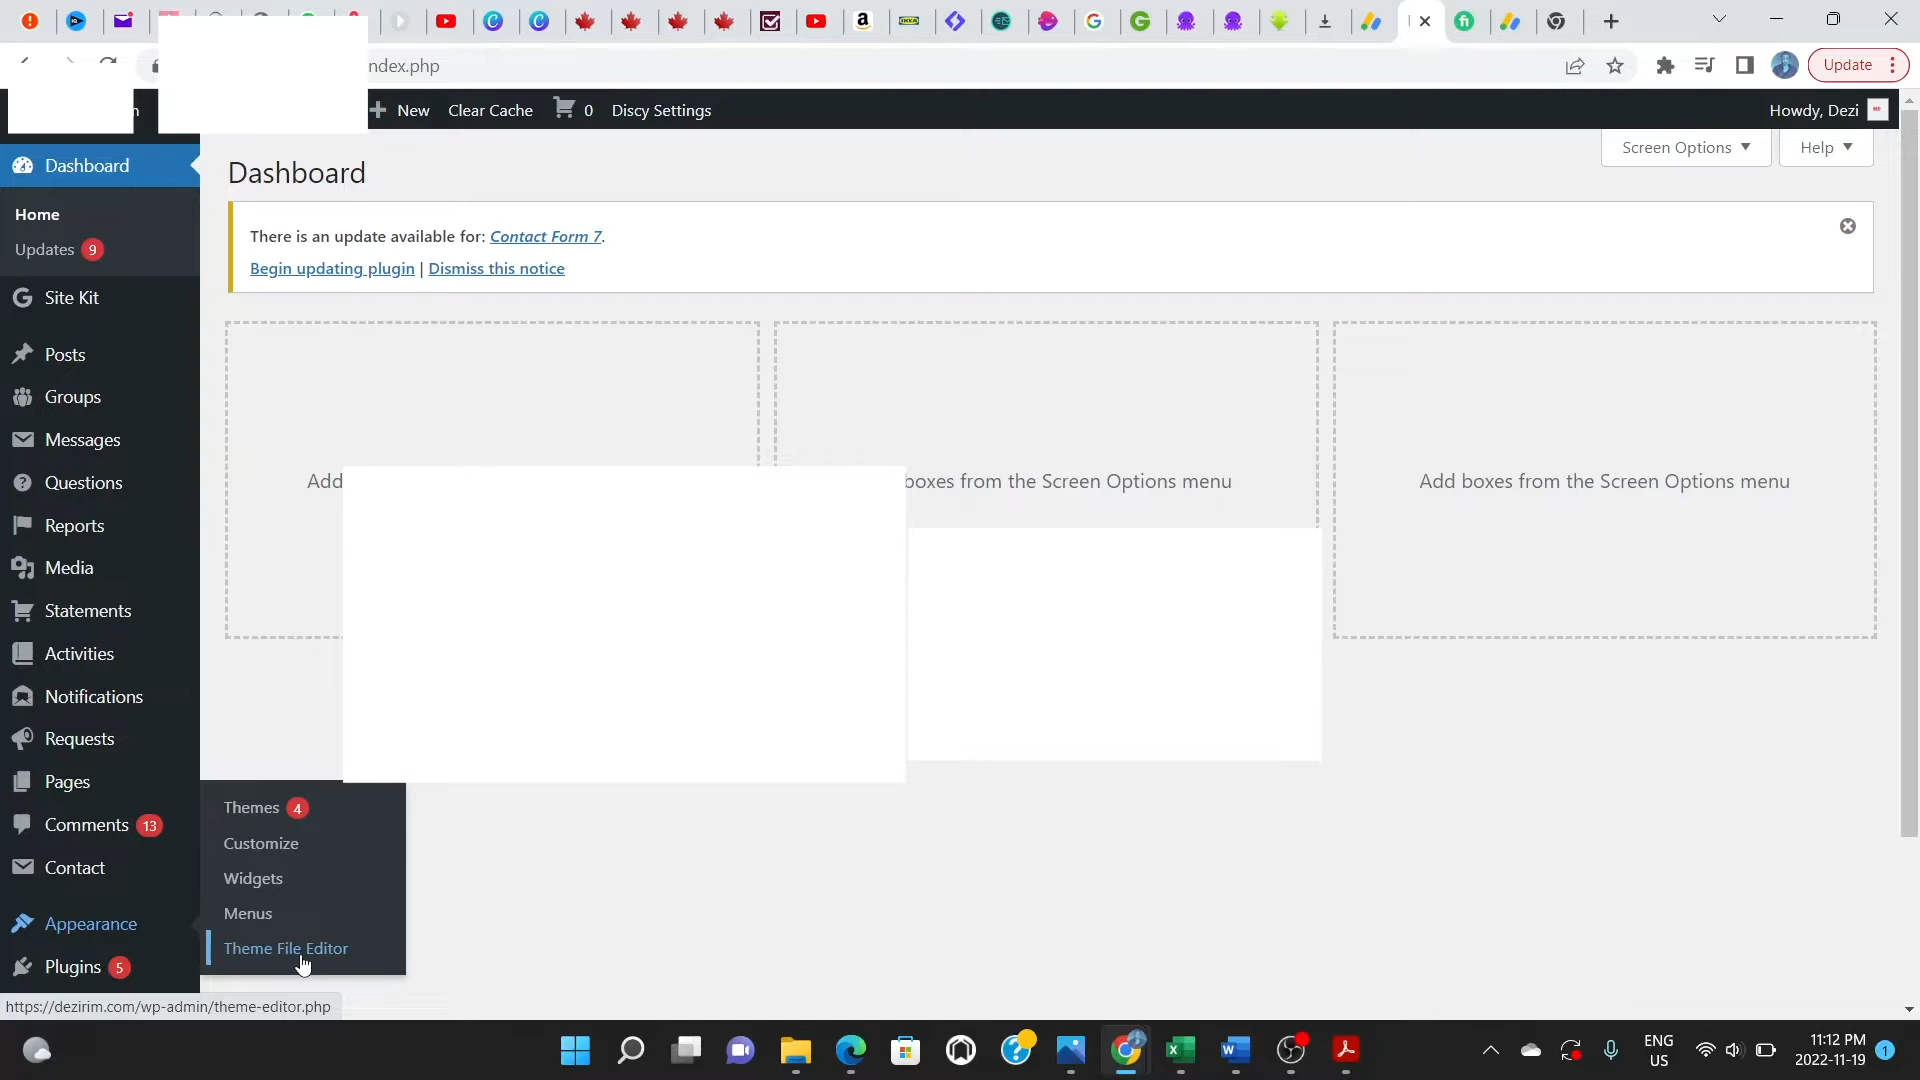 ndex.php
Update
New
Clear Cache
0
Discy Settings
Howdy, Dezi
Dashboard
Dashboard
Screen Options
Help
Home
Updates 9
There is an update available for: Contact Form 7.
Begin updating plugin | Dismiss this notice
Site Kit
Posts
Groups
Messages
Questions
Reports
Media
Statements
Activities
Notifications
Requests
Pages
Comments 13
Contact
Appearance
Plugins 5
Add
boxes from the Screen Options menu
Add boxes from the Screen Options menu
Themes 4
Customize
Widgets
Menus
Theme File Editor
https://dezirim.com/wp-admin/theme-editor.php
ENG
US
11:12 PM
2022-11-19
1